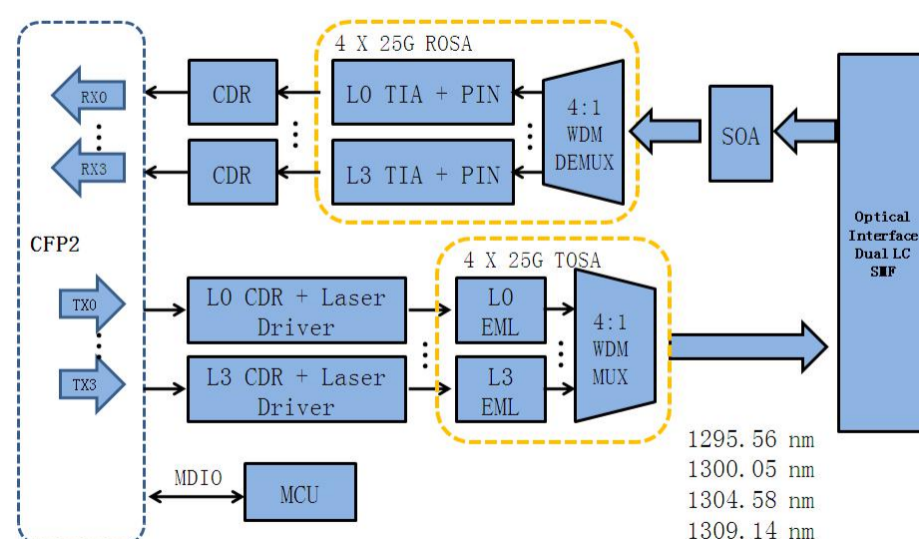 4 X 25G ROSA
RX0
CDR
L0 TIA + PIN
4:1
WDM
DEMUX
SOA
RX3
CDR
L3 TIA + PIN
Optical
Interface
Dual LC
SMF
CFP2
4 X 25G TOSA
TX0
L0 CDR + Laser
Driver
L0
EML
4:1
WDM
MUX
TX3
L3 CDR + Laser
Driver
L3
EML
1295.56 nm
1300.05 nm
1304.58 nm
1309.14 nm
MDIO
MCU